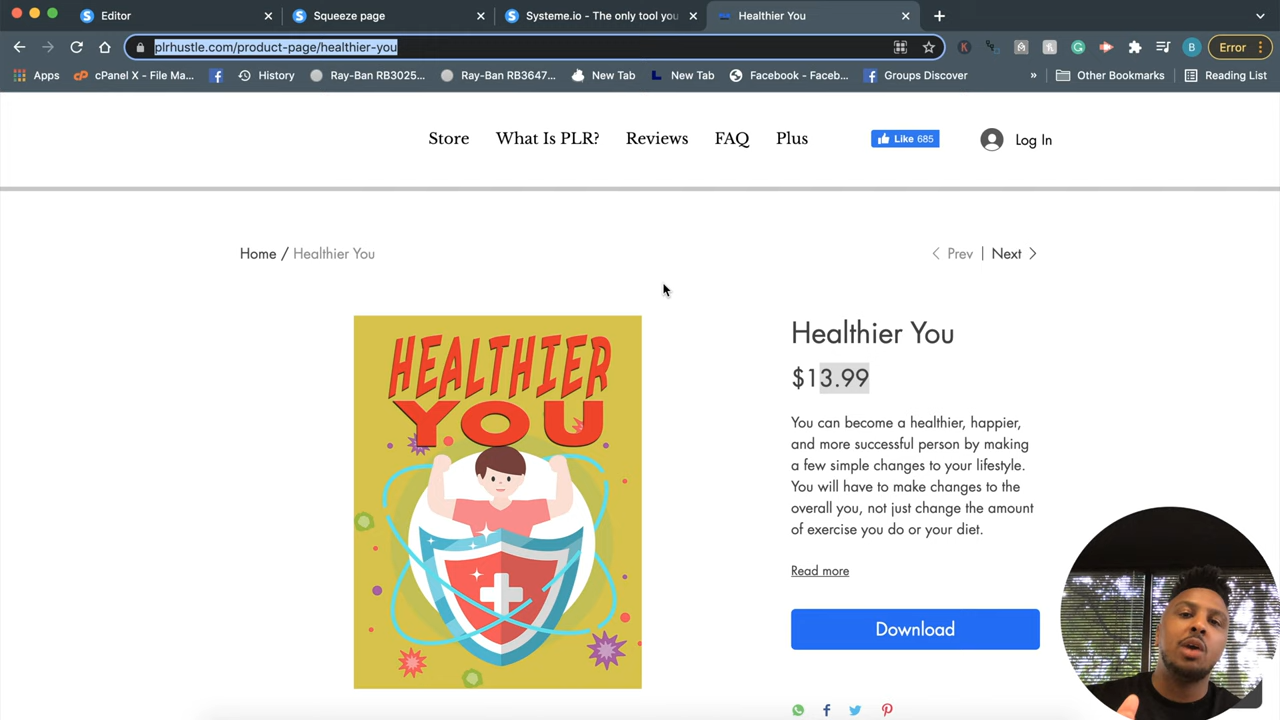 Editor
Squeeze page
Systeme.io - The only tool you
Healthier You
plrhustle.com/product-page/healthier-you
B
Error
Apps
cPanel X - File Ma...
History
Ray-Ban RB3025...
Ray-Ban RB3647...
New Tab
New Tab
Facebook - Faceb...
Groups Discover
»
Other Bookmarks
Reading List
Store
What Is PLR?
Reviews
FAQ
Plus
Like 685
Log In
Home / Healthier You
< Prev | Next >
HEALTHIER
YOU
Healthier You
$13.99
You can become a healthier, happier,
and more successful person by making
a few simple changes to your lifestyle.
You will have to make changes to the
overall you, not just change the amount
of exercise you do or your diet.
Read more
Download